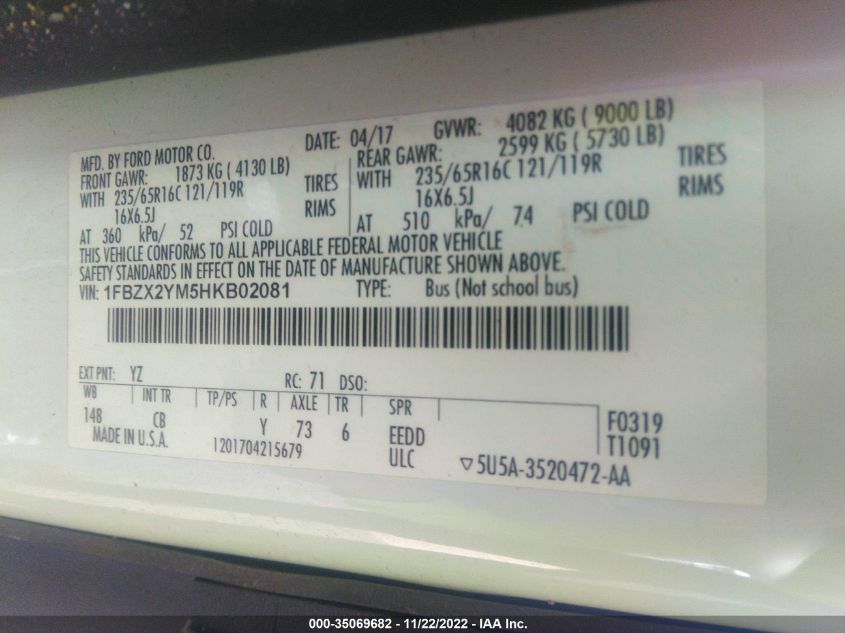 MFD. BY FORD MOTOR CO. DATE: 04/17 GVWR: 4082 KG ( 9000 LB)
FRONT GAWR: 1873 KG ( 4130 LB) REAR GAWR: 2599 KG ( 5730 LB)
WITH 235/65R16C 121/119R TIRES WITH 235/65R16C 121/119R TIRES
16X6.5J RIMS 16X6.5J RIMS
AT 360 kPa/ 52 PSI COLD AT 510 kPa/ 74 PSI COLD
THIS VEHICLE CONFORMS TO ALL APPLICABLE FEDERAL MOTOR VEHICLE
SAFETY STANDARDS IN EFFECT ON THE DATE OF MANUFACTURE SHOWN ABOVE.
VIN: 1FBZX2YM5HKB02081 TYPE: Bus (Not school bus)
EXT PNT: YZ RC: 71 DSO:
WB INT TR TP/PS R AXLE TR SPR
148 CB Y 73 6 EEDD F0319
MADE IN U.S.A. 1201704215679 ULC T1091
▽5U5A-3520472-AA
000-35069682 - 11/22/2022 - IAA Inc.